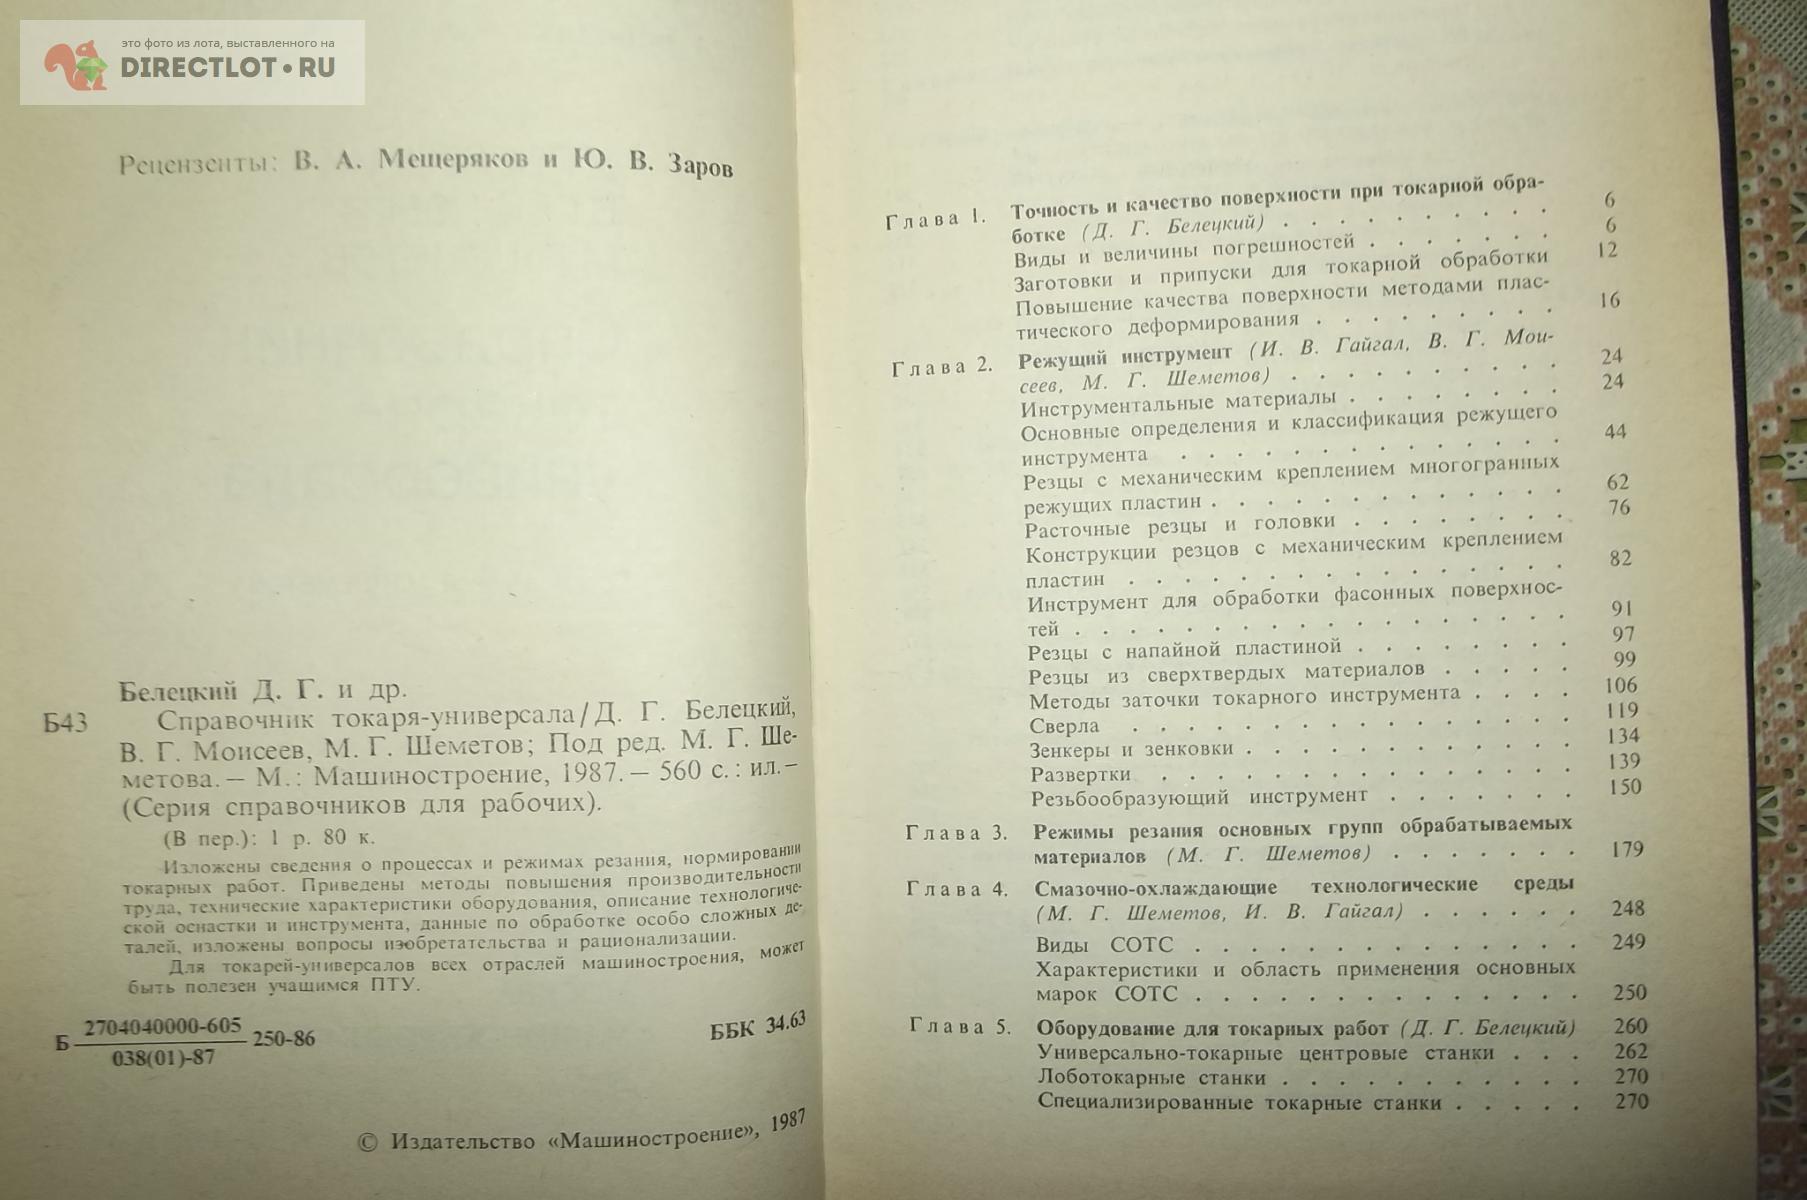 это фото из лота, выставленного на
DIRECTLOT•RU
Рецензенты: В. А. Мещеряков и Ю. В. Заров
Белецкий Д. Г. и др.
Б43 Справочник токаря-универсала/Д. Г. Белецкий,
В. Г. Моисеев, М. Г. Шеметов; Под ред. М. Г. Ше-
метова.— М.: Машиностроение, 1987.— 560 с.: ил.—
(Серия справочников для рабочих).
(В пер.): 1 р. 80 к.
Изложены сведения о процессах и режимах резания, нормировании
токарных работ. Приведены методы повышения производительности
труда, технические характеристики оборудования, описание технологиче-
ской оснастки и инструмента, данные по обработке особо сложных де-
талей, изложены вопросы изобретательства и рационализации.
Для токарей-универсалов всех отраслей машиностроения, может
быть полезен учащимся ПТУ.
Б 2704040000-605 250-86
038(01)-87
ББК 34.63
© Издательство «Машиностроение», 1987
Глава 1. Точность и качество поверхности при токарной обра-
ботке (Д. Г. Белецкий) . . . . . . . . . . 6
Виды и величины погрешностей . . . . . . . 6
Заготовки и припуски для токарной обработки 12
Повышение качества поверхности методами плас-
тического деформирования . . . . . . . . . 16
Глава 2. Режущий инструмент (И. В. Гайгал, В. Г. Мои-
сеев, М. Г. Шеметов) . . . . . . . . . . 24
Инструментальные материалы . . . . . . . . 24
Основные определения и классификация режущего
инструмента . . . . . . . . . . . . . . 44
Резцы с механическим креплением многогранных
режущих пластин . . . . . . . . . . . . . 62
Расточные резцы и головки . . . . . . . . 76
Конструкции резцов с механическим креплением
пластин . . . . . . . . . . . . . . . . 82
Инструмент для обработки фасонных поверхнос-
тей . . . . . . . . . . . . . . . . . . 91
Резцы с напайной пластиной . . . . . . . . 97
Резцы из сверхтвердых материалов . . . . . 99
Методы заточки токарного инструмента . . . . 106
Сверла . . . . . . . . . . . . . . . . 119
Зенкеры и зенковки . . . . . . . . . . . . 134
Развертки . . . . . . . . . . . . . . . 139
Резьбообразующий инструмент . . . . . . . 150
Глава 3. Режимы резания основных групп обрабатываемых
материалов (М. Г. Шеметов) . . . . . . . 179
Глава 4. Смазочно-охлаждающие технологические среды
(М. Г. Шеметов, И. В. Гайгал) . . . . . . 248
Виды СОТС . . . . . . . . . . . . . . 249
Характеристики и область применения основных
марок СОТС . . . . . . . . . . . . . . 250
Глава 5. Оборудование для токарных работ (Д. Г. Белецкий) 260
Универсально-токарные центровые станки . . . 262
Лоботокарные станки . . . . . . . . . . . 270
Специализированные токарные станки . . . . . 270